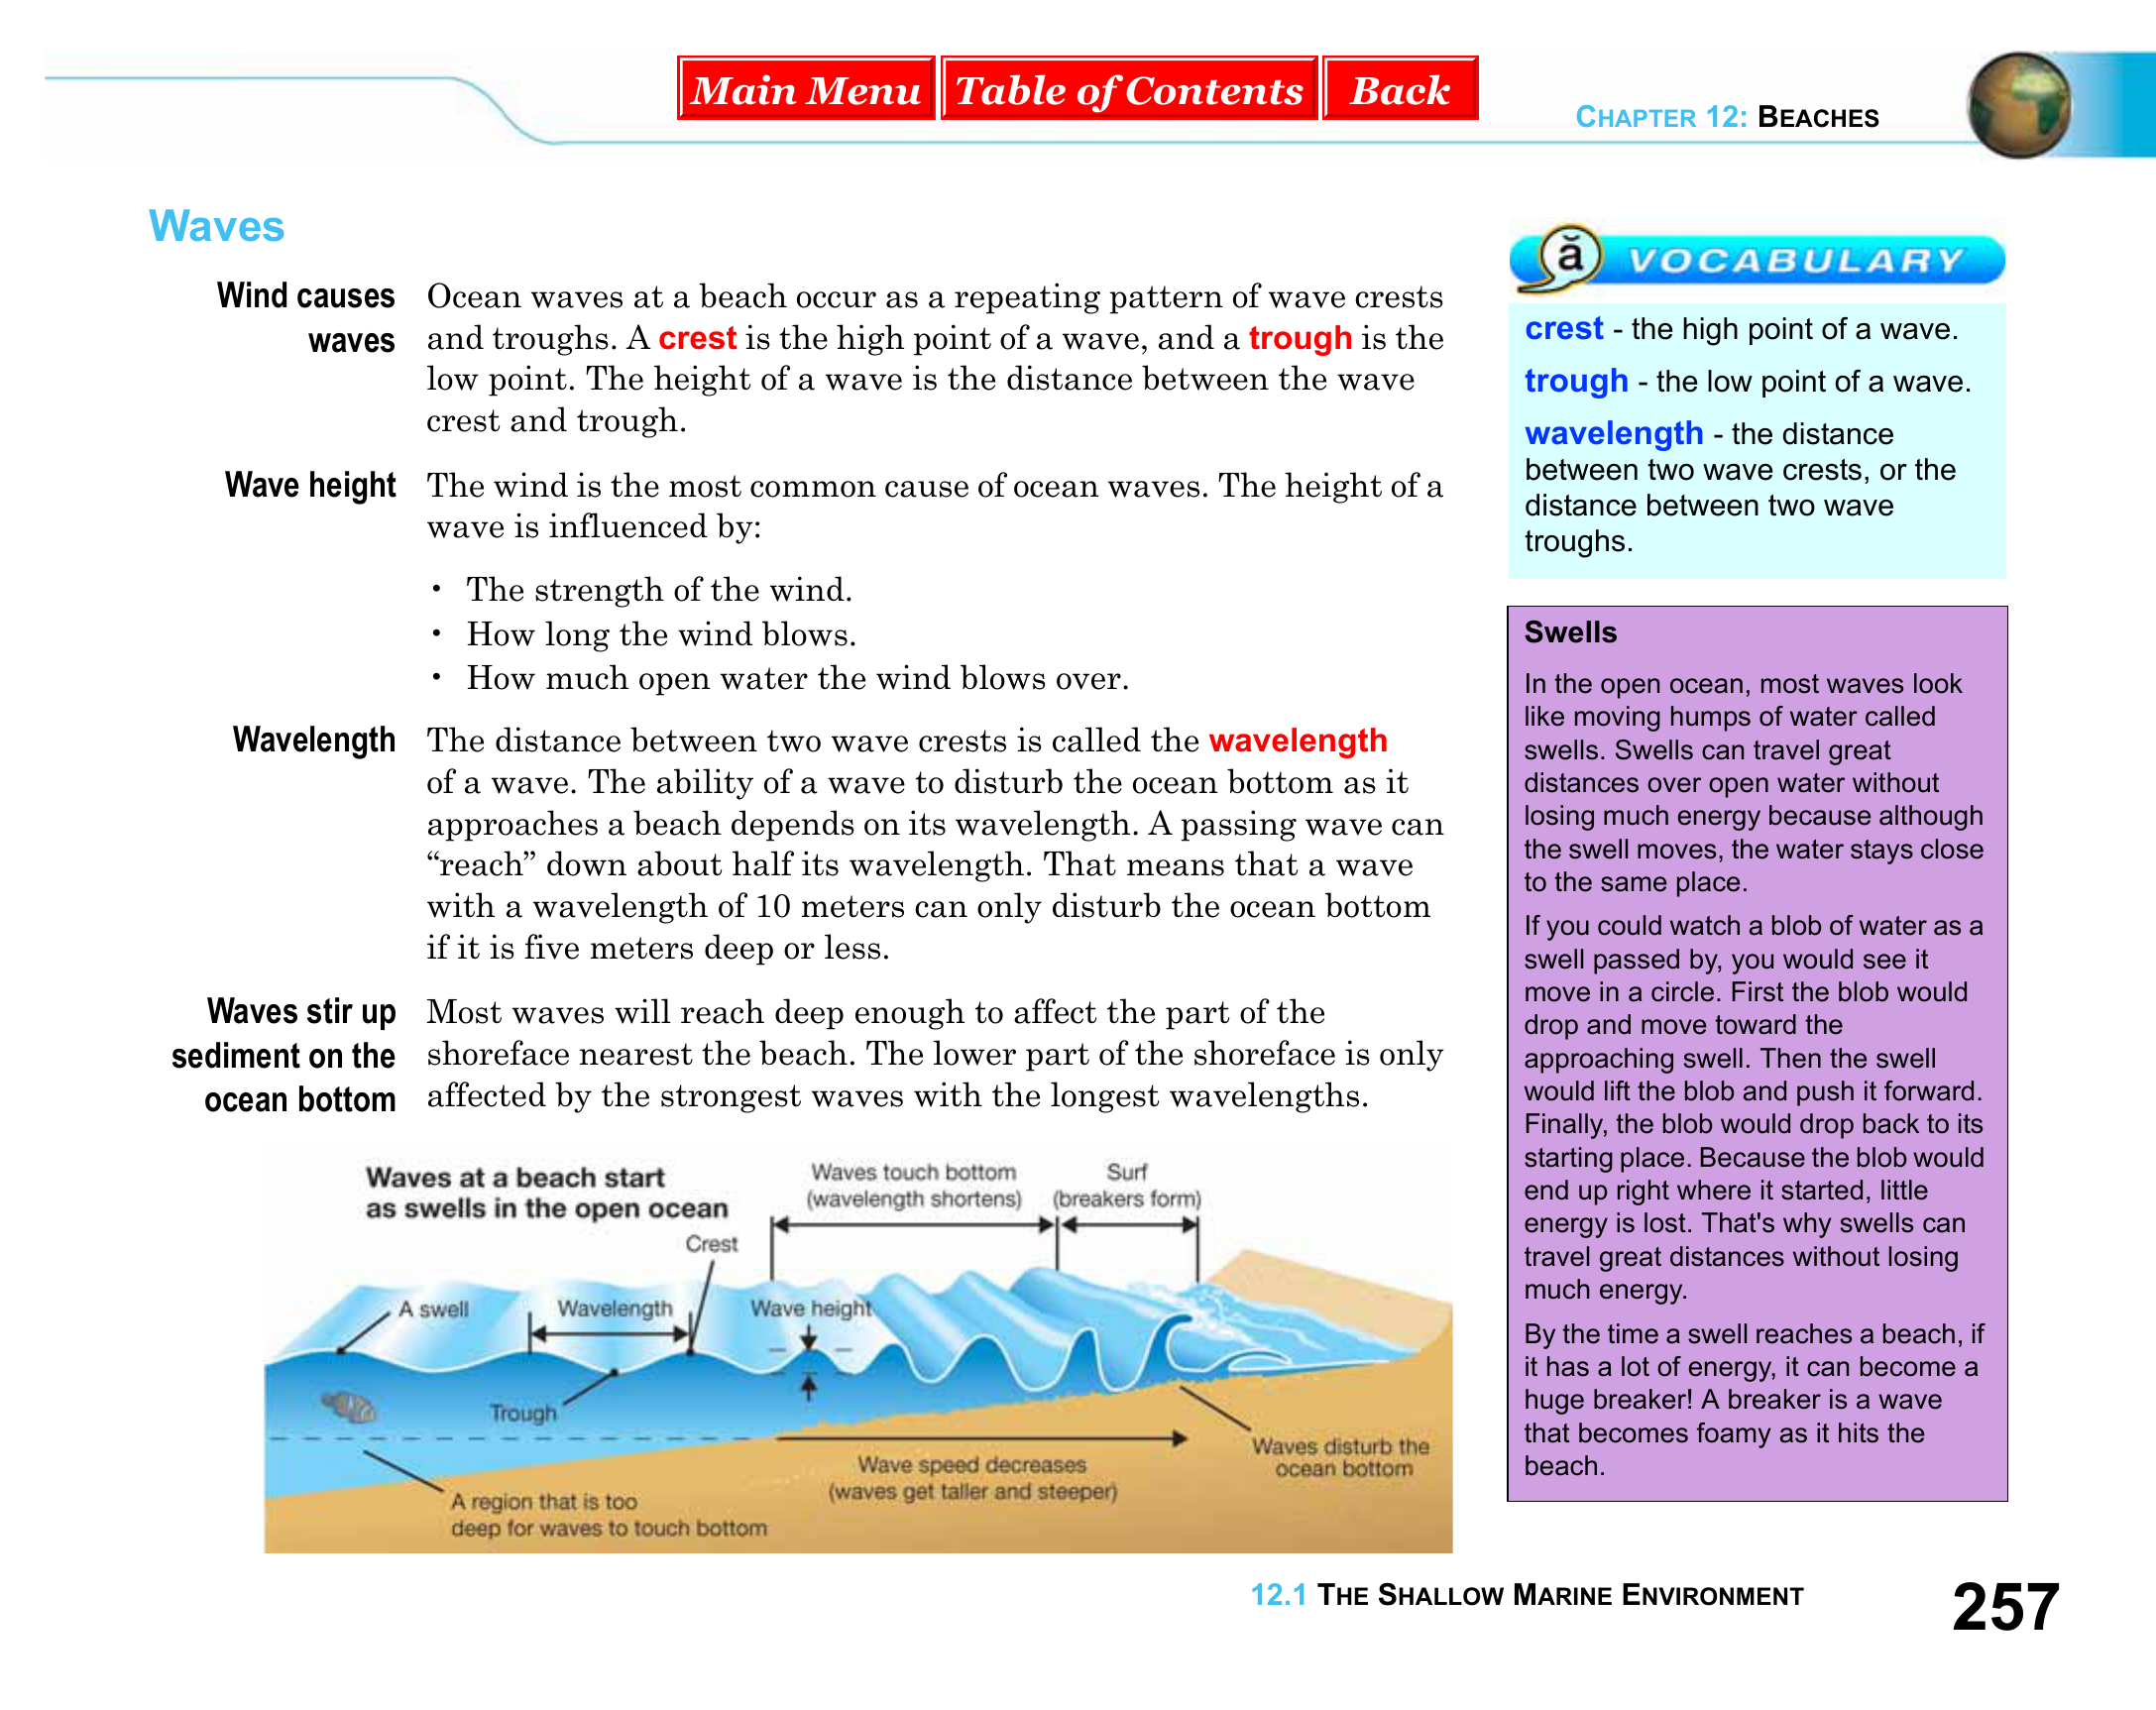 Main Menu Table of Contents Back
CHAPTER 12: BEACHES
Waves
Wind causes
waves
Ocean waves at a beach occur as a repeating pattern of wave crests
and troughs. A crest is the high point of a wave, and a trough is the
low point. The height of a wave is the distance between the wave
crest and trough.
Wave height
The wind is the most common cause of ocean waves. The height of a
wave is influenced by:
• The strength of the wind.
• How long the wind blows.
• How much open water the wind blows over.
Wavelength
The distance between two wave crests is called the wavelength
of a wave. The ability of a wave to disturb the ocean bottom as it
approaches a beach depends on its wavelength. A passing wave can
“reach” down about half its wavelength. That means that a wave
with a wavelength of 10 meters can only disturb the ocean bottom
if it is five meters deep or less.
Waves stir up
sediment on the
ocean bottom
Most waves will reach deep enough to affect the part of the
shoreface nearest the beach. The lower part of the shoreface is only
affected by the strongest waves with the longest wavelengths.
Waves at a beach start
as swells in the open ocean
Waves touch bottom
(wavelength shortens)
Surf
(breakers form)
Crest
A swell
Wavelength
Wave height
Trough
Wave speed decreases
(waves get taller and steeper)
Waves disturb the
ocean bottom
A region that is too
deep for waves to touch bottom
ă VOCABULARY
crest - the high point of a wave.
trough - the low point of a wave.
wavelength - the distance
between two wave crests, or the
distance between two wave
troughs.
Swells
In the open ocean, most waves look
like moving humps of water called
swells. Swells can travel great
distances over open water without
losing much energy because although
the swell moves, the water stays close
to the same place.
If you could watch a blob of water as a
swell passed by, you would see it
move in a circle. First the blob would
drop and move toward the
approaching swell. Then the swell
would lift the blob and push it forward.
Finally, the blob would drop back to its
starting place. Because the blob would
end up right where it started, little
energy is lost. That's why swells can
travel great distances without losing
much energy.
By the time a swell reaches a beach, if
it has a lot of energy, it can become a
huge breaker! A breaker is a wave
that becomes foamy as it hits the
beach.
12.1 THE SHALLOW MARINE ENVIRONMENT
257